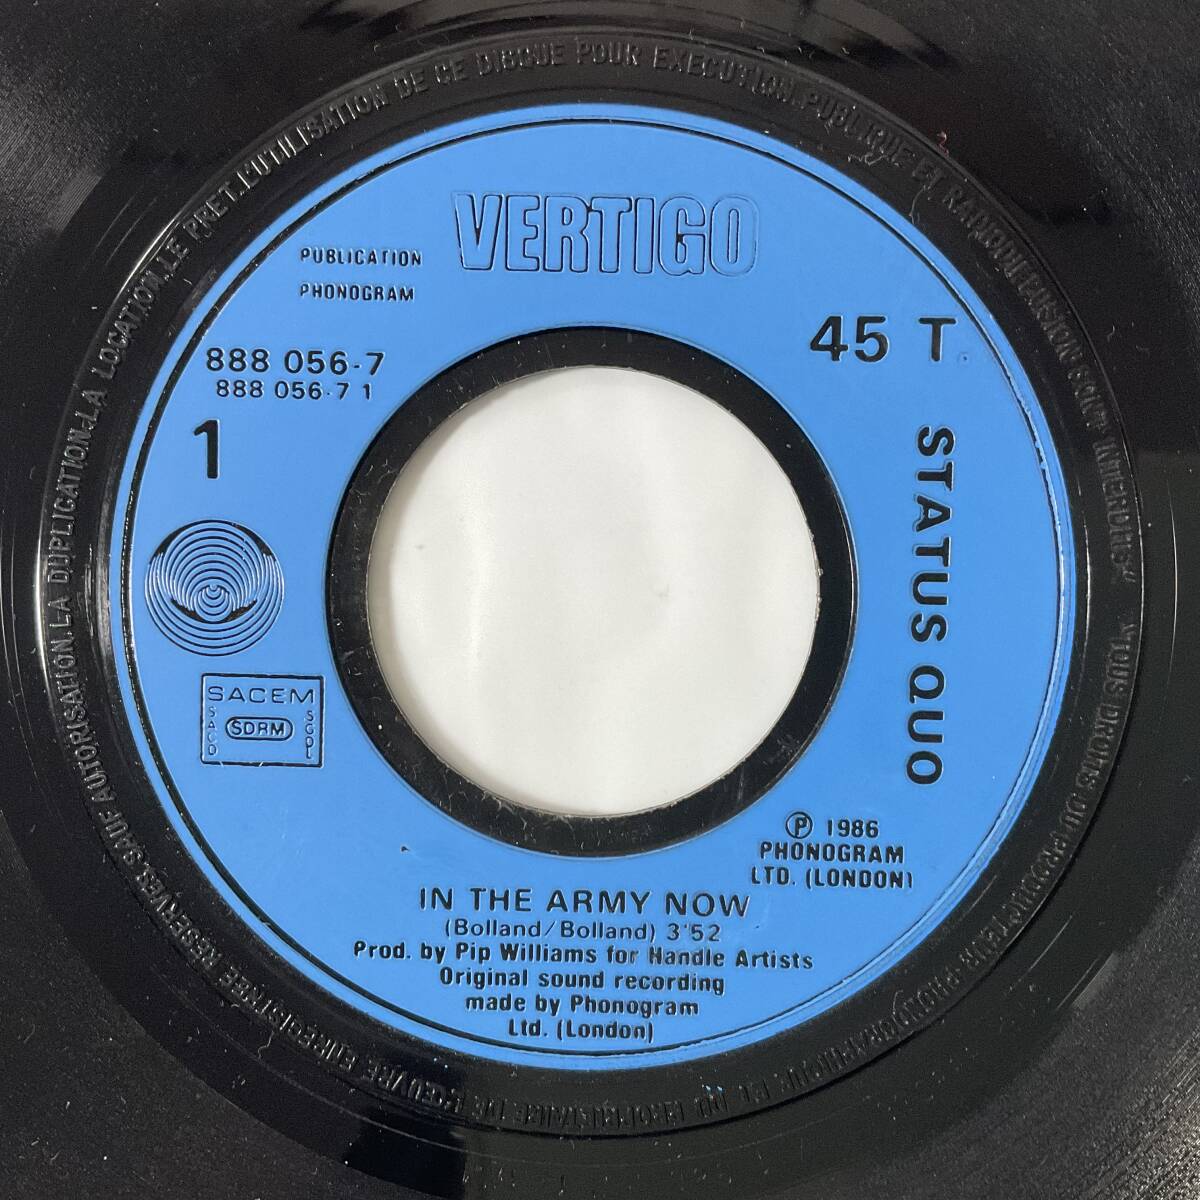 VERTIGO
PUBLICATION
PHONOGRAM
45 T
888 056-7
888 056-7 1
1
STATUS QUO
SACEM
SACD
SDRM
SGDL
℗ 1986
PHONOGRAM
LTD. (LONDON)
IN THE ARMY NOW
(Bolland/Bolland) 3'52
Prod. by Pip Williams for Handle Artists
Original sound recording
made by Phonogram
Ltd. (London)
"TOUS DROITS DU PRODUCTEUR PHONOGRAPHIQUE ET DU PROPRIETAIRE DE L'ŒUVRE ENREGISTREE RESERVES.SAUF AUTORISATION.LA DUPLICATION.LA LOCATION.LE PRET.L'UTILISATION DE CE DISQUE POUR EXECUTION PUBLIQUE ET RADIODIFFUSION SONT INTERDITS"